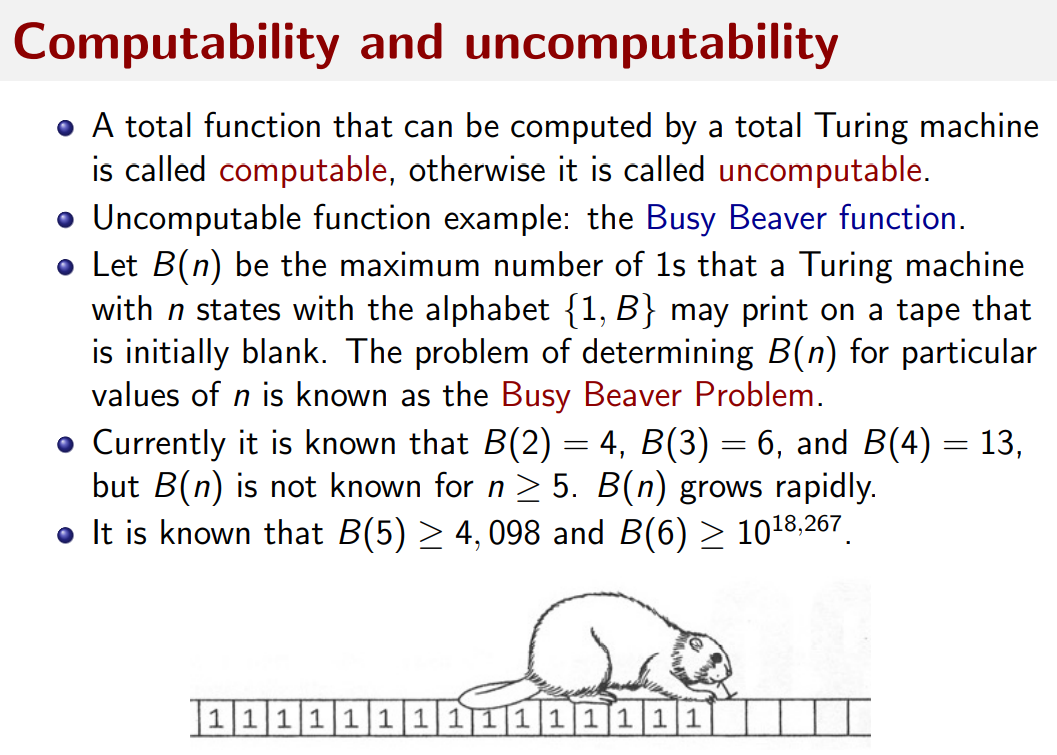 Computability and uncomputability
A total function that can be computed by a total Turing machine
is called computable, otherwise it is called uncomputable.
Uncomputable function example: the Busy Beaver function.
Let B(n) be the maximum number of 1s that a Turing machine
with n states with the alphabet {1, B} may print on a tape that
is initially blank. The problem of determining B(n) for particular
values of n is known as the Busy Beaver Problem.
Currently it is known that B(2) = 4, B(3) = 6, and B(4) = 13,
but B(n) is not known for n ≥ 5. B(n) grows rapidly.
It is known that B(5) ≥ 4, 098 and B(6) ≥ 10^18,267.
1 1 1 1 1 1 1 1 1 1 1 1 1 1 1